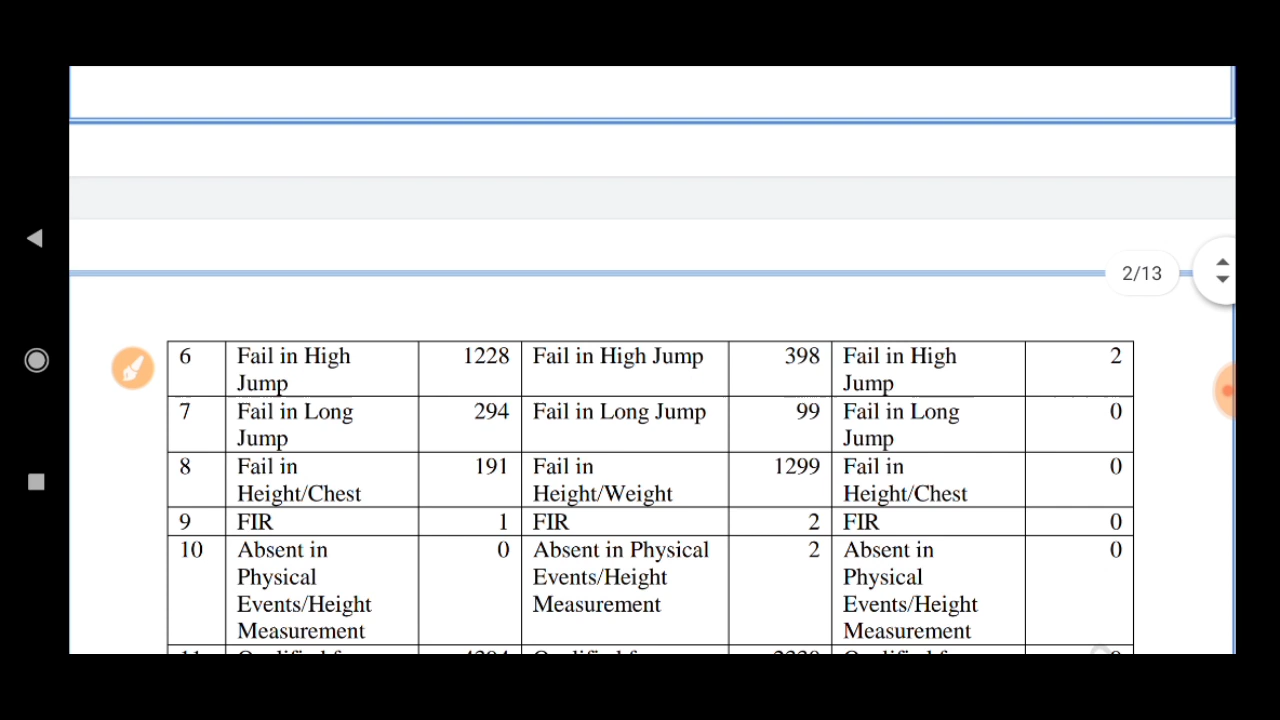 2/13
6 Fail in High 1228 Fail in High Jump 398 Fail in High 2
Jump Jump
7 Fail in Long 294 Fail in Long Jump 99 Fail in Long 0
Jump Jump
8 Fail in 191 Fail in 1299 Fail in 0
Height/Chest Height/Weight Height/Chest
9 FIR 1 FIR 2 FIR 0
10 Absent in 0 Absent in Physical 2 Absent in 0
Physical Events/Height Physical
Events/Height Measurement Events/Height
Measurement Measurement